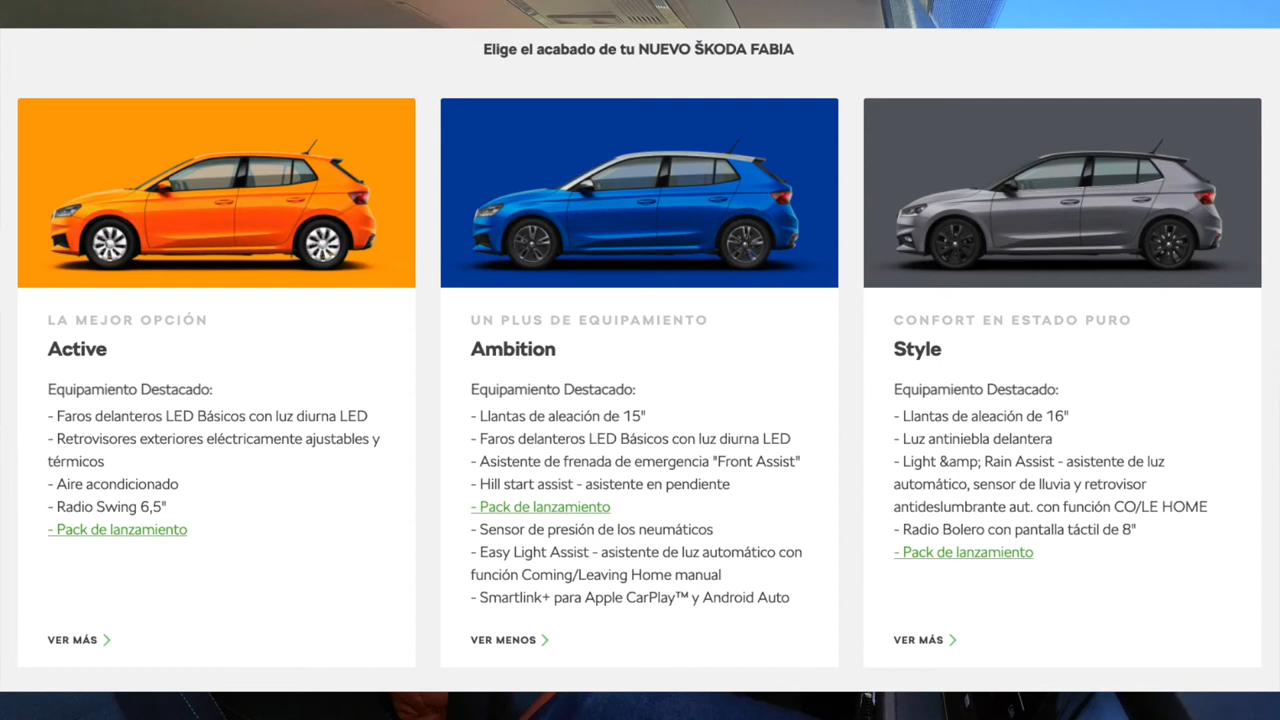 Elige el acabado de tu NUEVO ŠKODA FABIA
LA MEJOR OPCIÓN
Active
Equipamiento Destacado:
- Faros delanteros LED Básicos con luz diurna LED
- Retrovisores exteriores eléctricamente ajustables y
térmicos
- Aire acondicionado
- Radio Swing 6,5"
- Pack de lanzamiento
VER MÁS
UN PLUS DE EQUIPAMIENTO
Ambition
Equipamiento Destacado:
- Llantas de aleación de 15"
- Faros delanteros LED Básicos con luz diurna LED
- Asistente de frenada de emergencia "Front Assist"
- Hill start assist - asistente en pendiente
- Pack de lanzamiento
- Sensor de presión de los neumáticos
- Easy Light Assist - asistente de luz automático con
función Coming/Leaving Home manual
- Smartlink+ para Apple CarPlay™ y Android Auto
VER MENOS
CONFORT EN ESTADO PURO
Style
Equipamiento Destacado:
- Llantas de aleación de 16"
- Luz antiniebla delantera
- Light &amp; Rain Assist - asistente de luz
automático, sensor de lluvia y retrovisor
antideslumbrante aut. con función CO/LE HOME
- Radio Bolero con pantalla táctil de 8"
- Pack de lanzamiento
VER MÁS